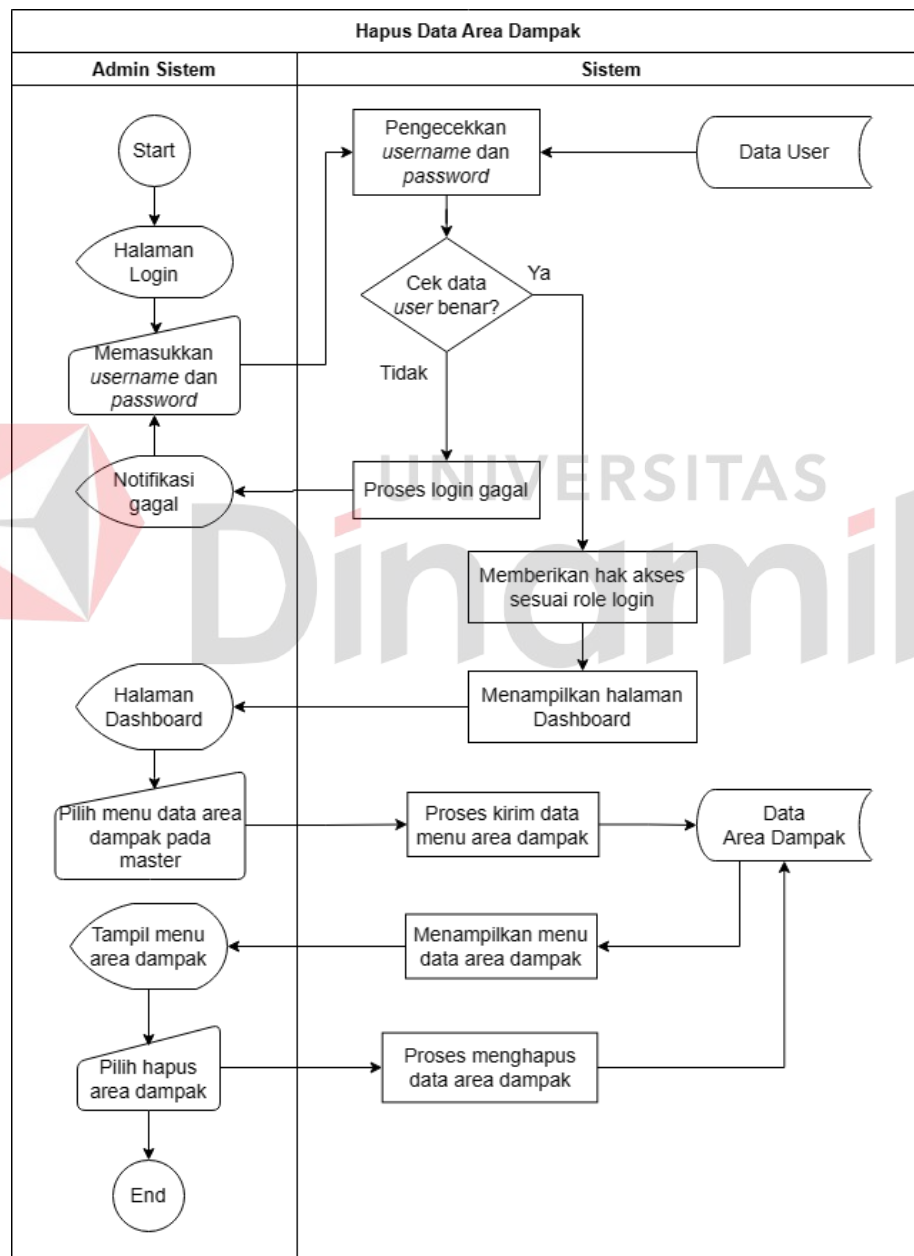 Hapus Data Area Dampak
Admin Sistem
Sistem
Start
Pengecekkan
username dan
password
Data User
Halaman
Login
Cek data
user benar?
Ya
Tidak
Memasukkan
username dan
password
Notifikasi
gagal
Proses login gagal
UNIVERSITAS
Memberikan hak akses
sesuai role login
Halaman
Dashboard
Menampilkan halaman
Dashboard
Pilih menu data area
dampak pada
master
Proses kirim data
menu area dampak
Data
Area Dampak
Tampil menu
area dampak
Menampilkan menu
data area dampak
Pilih hapus
area dampak
Proses menghapus
data area dampak
End